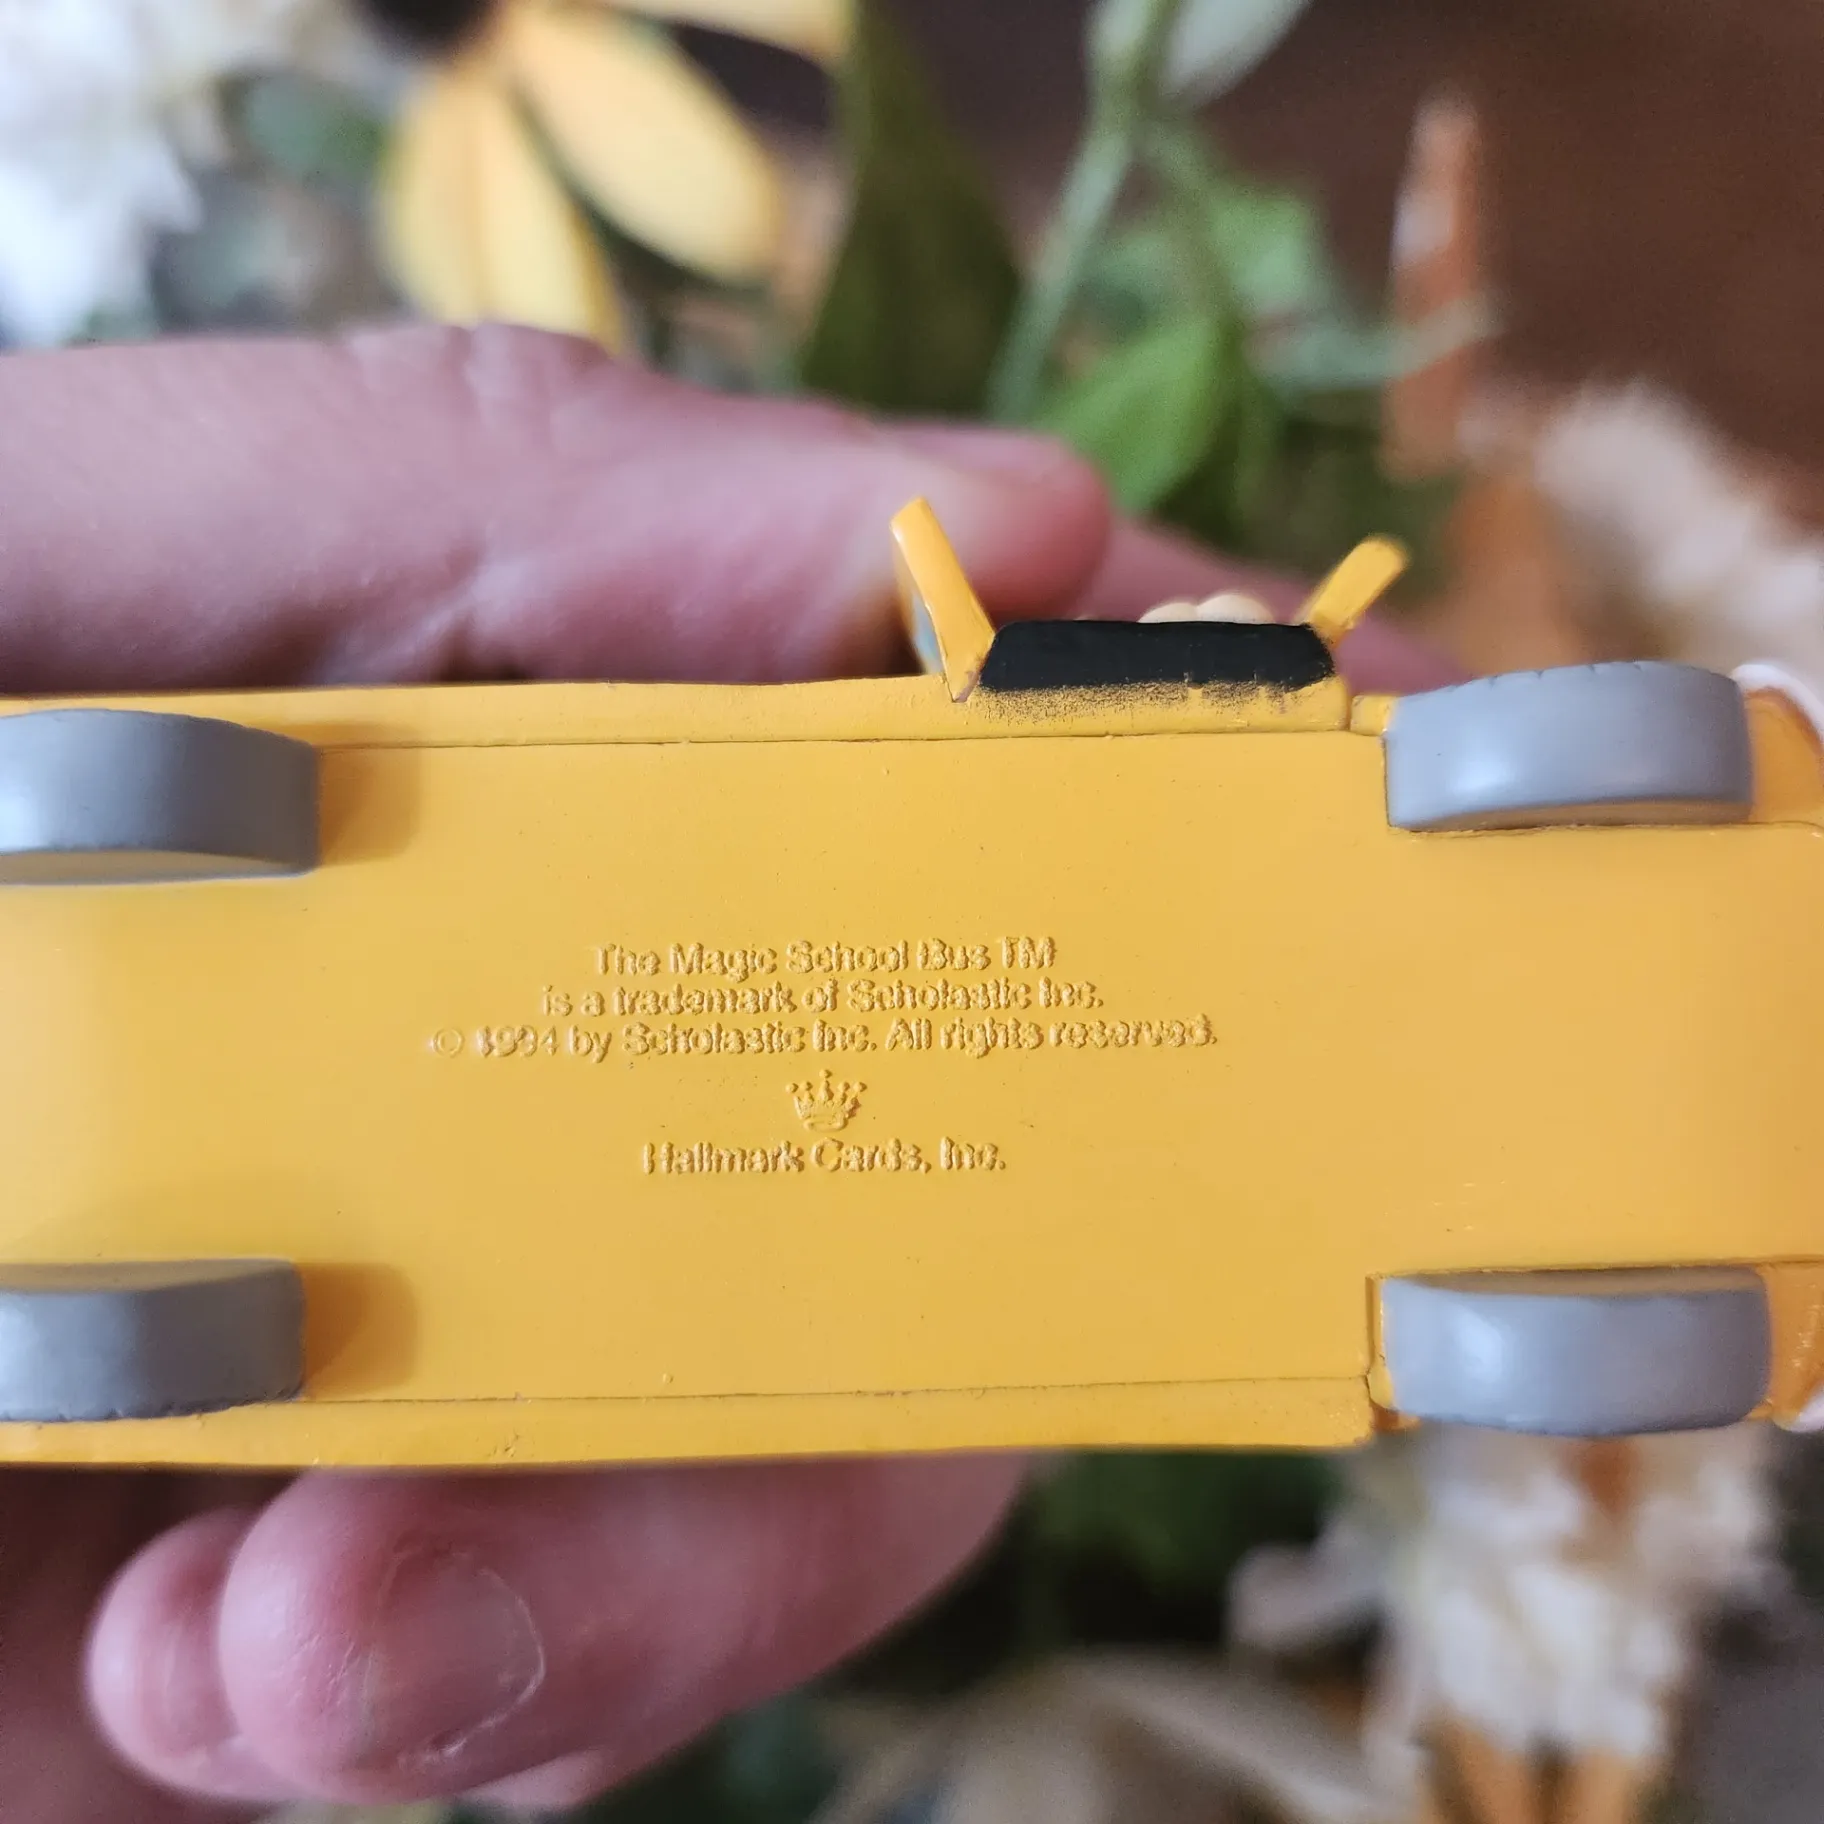 The Magic School Bus TM
is a trademark of Scholastic Inc.
© 1994 by Scholastic Inc. All rights reserved.
Hallmark Cards, Inc.